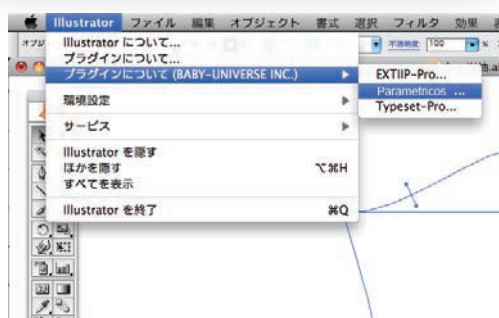 Illustrator ファイル 編集 オブジェクト 書式 選択 フィルタ 効果
Illustrator について...
プラグインについて...
プラグインについて (BABY-UNIVERSE INC.)
EXTIIP-Pro...
Parametricos ...
Typeset-Pro...
環境設定
サービス
Illustrator を隠す
ほかを隠す ⌥⌘H
すべてを表示
Illustrator を終了 ⌘Q
不透明度: 100 %